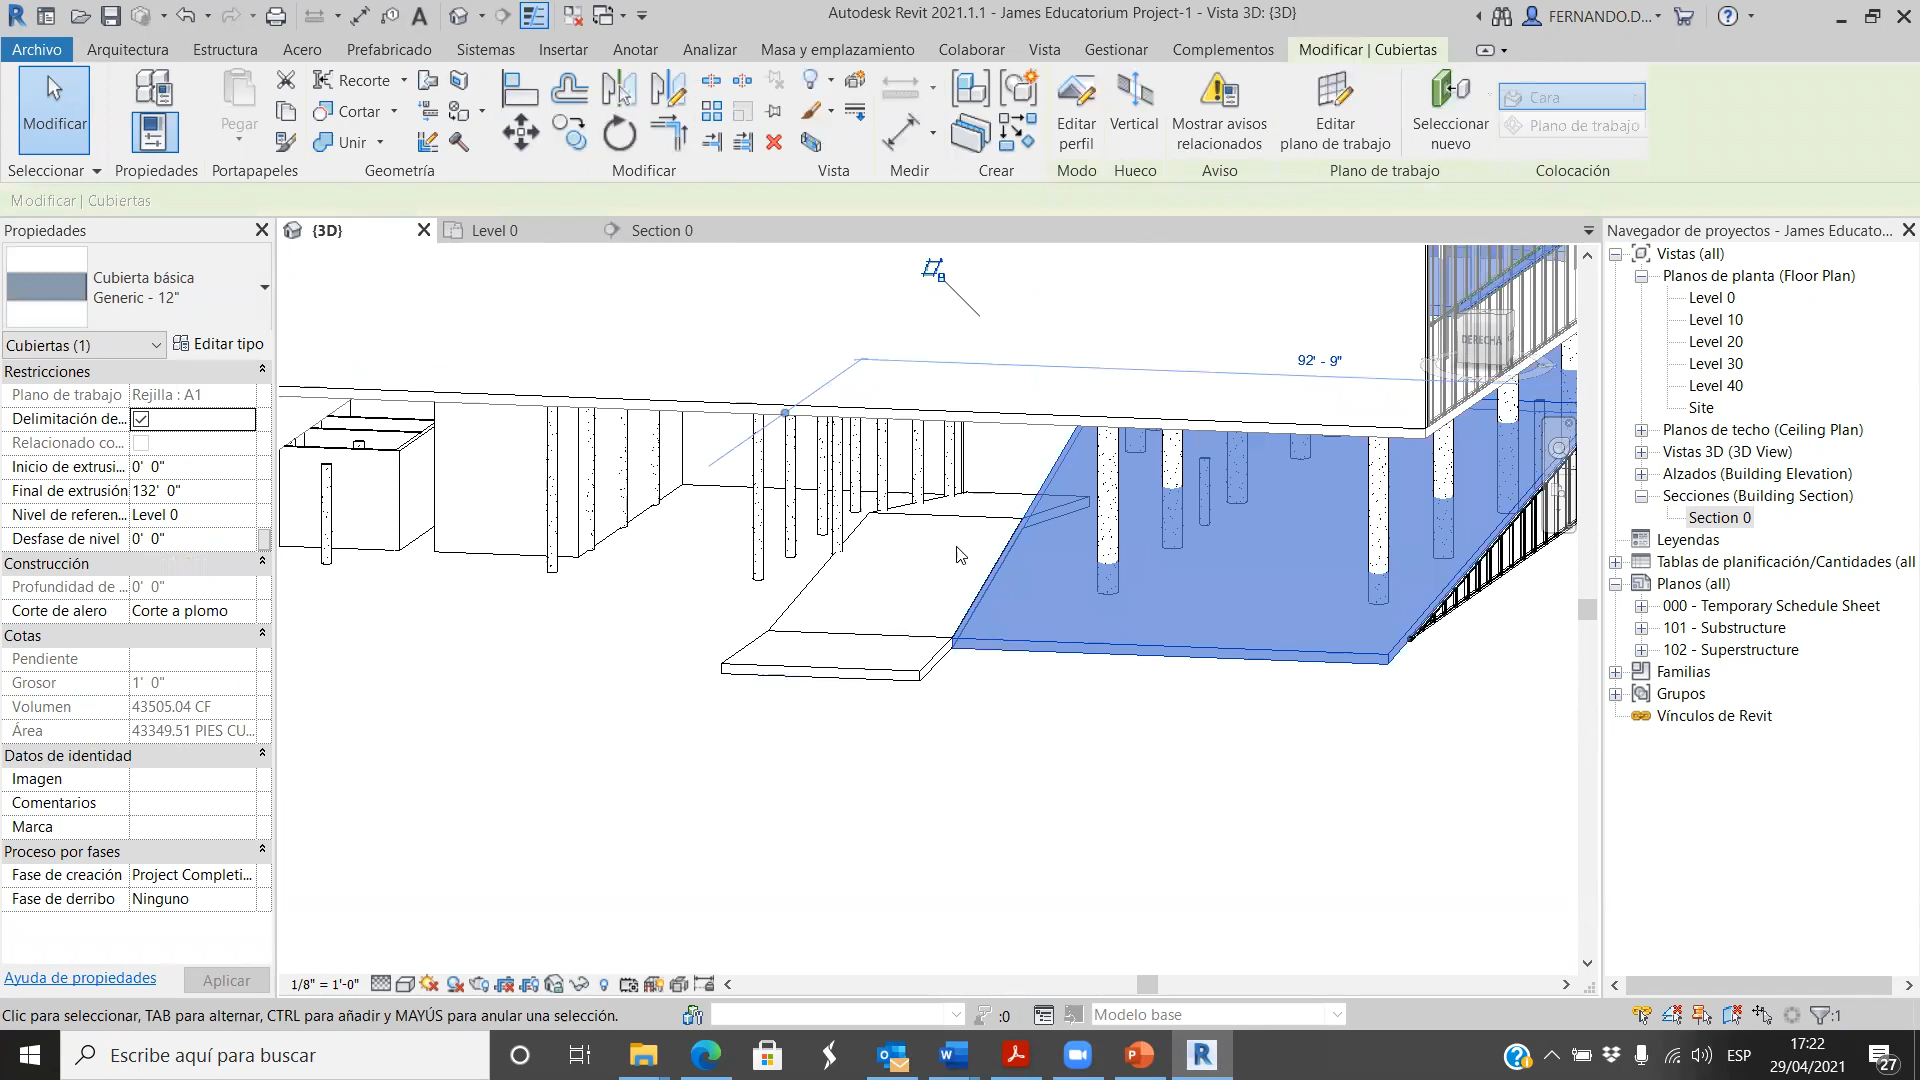 Autodesk Revit 2021.1.1 - James Educatorium Project-1 - Vista 3D: {3D}
FERNANDO.D...
Archivo Arquitectura Estructura Acero Prefabricado Sistemas Insertar Anotar Analizar Masa y emplazamiento Colaborar Vista Gestionar Complementos Modificar | Cubiertas
Modificar
Pegar
Recorte
Cortar
Unir
Editar perfil
Vertical
Mostrar avisos relacionados
Editar plano de trabajo
Seleccionar nuevo
Cara
Plano de trabajo
Seleccionar Propiedades Portapapeles Geometría Modificar Vista Medir Crear Modo Hueco Aviso Plano de trabajo Colocación
Modificar | Cubiertas
Propiedades
{3D} Level 0 Section 0
Cubierta básica
Generic - 12"
Cubiertas (1) Editar tipo
Restricciones
Plano de trabajo Rejilla : A1
Delimitación de...
Relacionado co...
Inicio de extrusi... 0' 0"
Final de extrusión 132' 0"
Nivel de referen... Level 0
Desfase de nivel 0' 0"
Construcción
Profundidad de ... 0' 0"
Corte de alero Corte a plomo
Cotas
Pendiente
Grosor 1' 0"
Volumen 43505.04 CF
Área 43349.51 PIES CU...
Datos de identidad
Imagen
Comentarios
Marca
Proceso por fases
Fase de creación Project Completi...
Fase de derribo Ninguno
Ayuda de propiedades Aplicar
92' - 9"
DERECHA
Navegador de proyectos - James Educato...
Vistas (all)
Planos de planta (Floor Plan)
Level 0
Level 10
Level 20
Level 30
Level 40
Site
Planos de techo (Ceiling Plan)
Vistas 3D (3D View)
Alzados (Building Elevation)
Secciones (Building Section)
Section 0
Leyendas
Tablas de planificación/Cantidades (all
Planos (all)
000 - Temporary Schedule Sheet
101 - Substructure
102 - Superstructure
Familias
Grupos
Vínculos de Revit
1/8" = 1'-0"
Clic para seleccionar, TAB para alternar, CTRL para añadir y MAYÚS para anular una selección.
:0
Modelo base
:1
Escribe aquí para buscar
ESP
17:22
29/04/2021
27